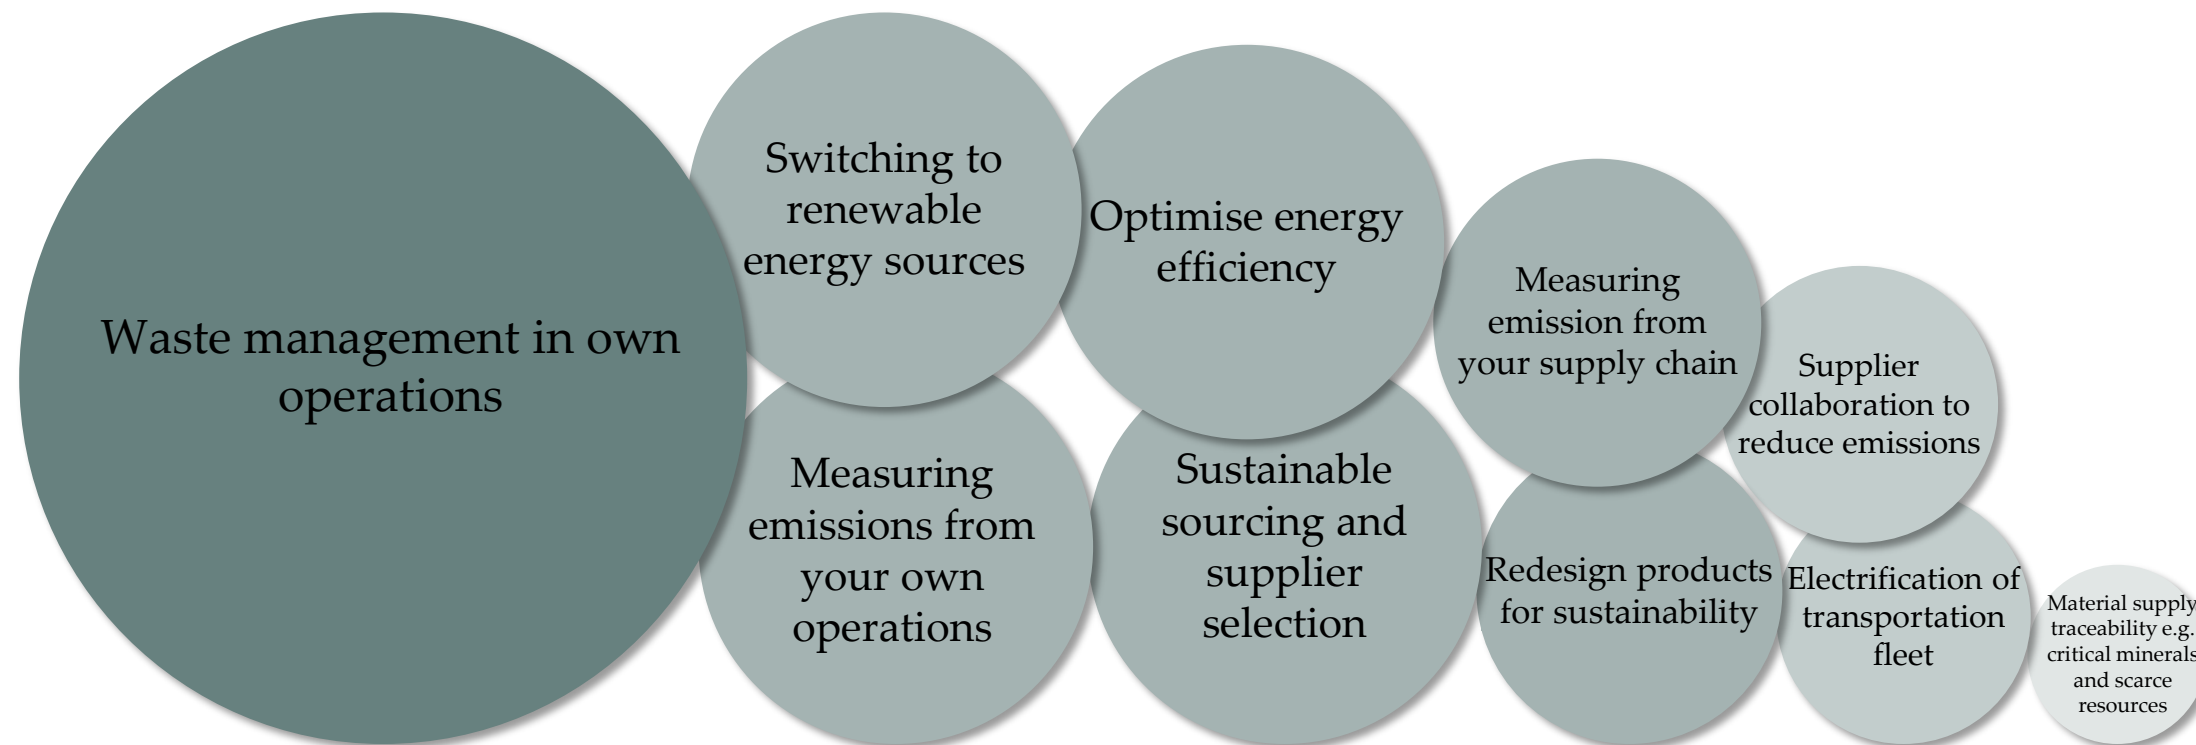 Waste management in own
operations
Switching to
renewable
energy sources
Measuring
emissions from
your own
operations
Optimise energy
efficiency
Sustainable
sourcing and
supplier
selection
Measuring
emission from
your supply chain
Redesign products
for sustainability
Supplier
collaboration to
reduce emissions
Electrification of
transportation
fleet
Material supply
traceability e.g.
critical minerals
and scarce
resources